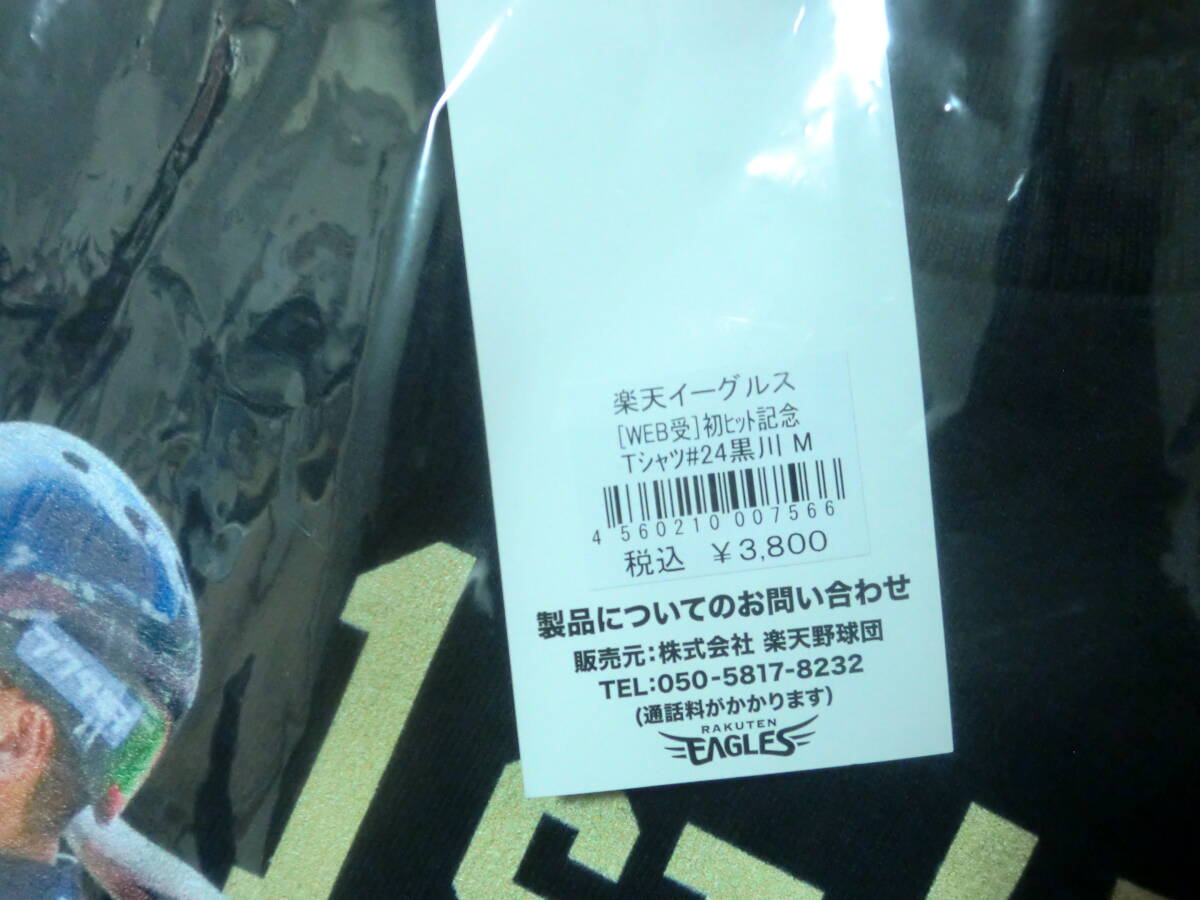 楽天イーグルス
[WEB受]初ﾋｯﾄ記念
Tシャツ#24黒川 M
4 560210 007566
税込 ¥3,800
製品についてのお問い合わせ
販売元:株式会社 楽天野球団
TEL:050-5817-8232
(通話料がかかります)
RAKUTEN
EAGLES